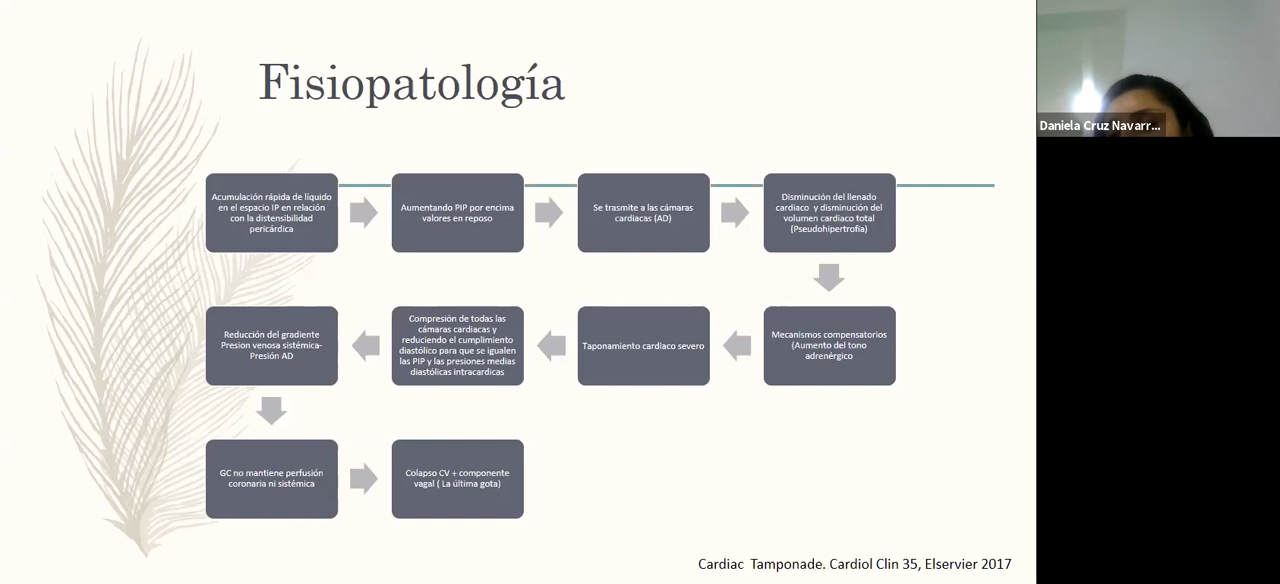 Fisiopatología
Acumulación rápida de líquido
en el espacio IP en relación
con la distensibilidad
pericárdica
Aumentando PIP por encima
valores en reposo
Se trasmite a las cámaras
cardiacas (AD)
Disminución del llenado
cardiaco y disminución del
volumen cardiaco total
(Pseudohipertrofia)
Mecanismos compensatorios
(Aumento del tono
adrenérgico
Taponamiento cardiaco severo
Compresión de todas las
cámaras cardiacas y
reduciendo el cumplimiento
diastólico para que se igualen
las PIP y las presiones medias
diastólicas intracardicas
Reducción del gradiente
Presion venosa sistémica-
Presión AD
GC no mantiene perfusión
coronaria ni sistémica
Colapso CV + componente
vagal ( La última gota)
Cardiac Tamponade. Cardiol Clin 35, Elservier 2017
Daniela Cruz Navarr...